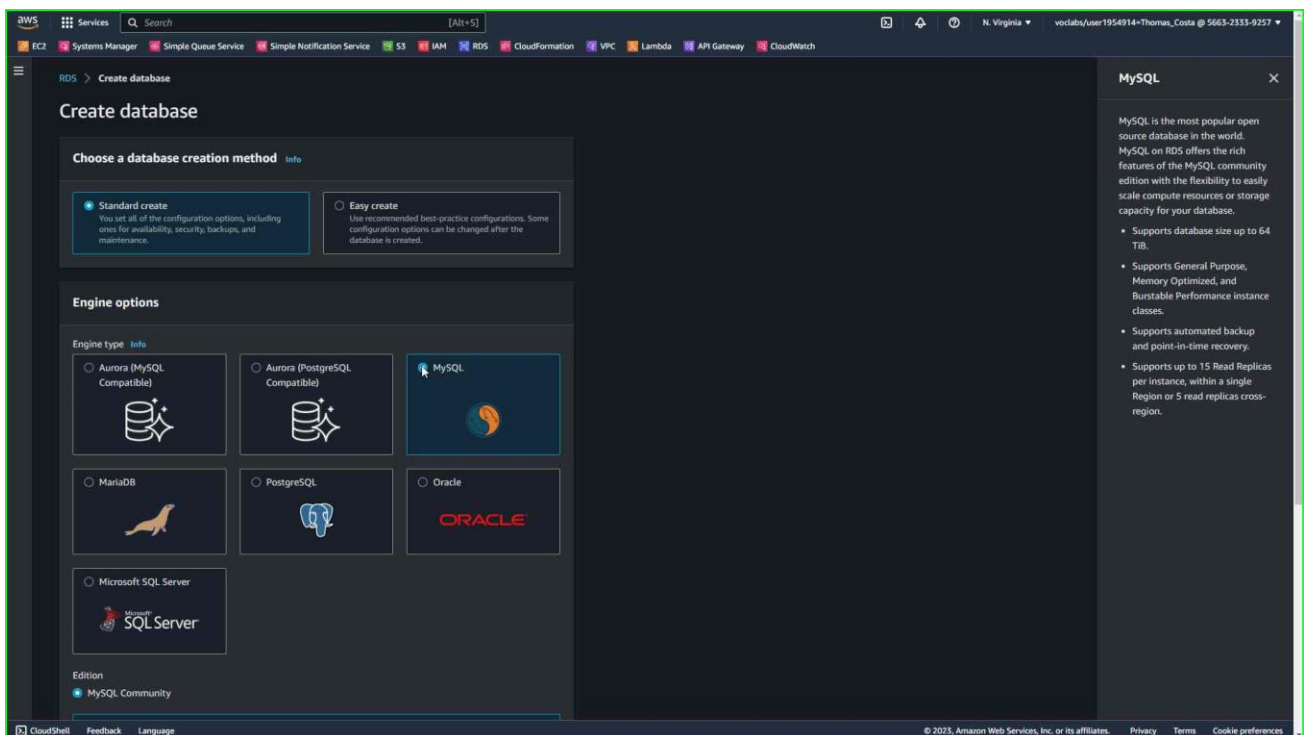 aws
Services
Search
[Alt+S]
N. Virginia
voclabs/user1954914=Thomas_Costa @ 5663-2333-9257
EC2
Systems Manager
Simple Queue Service
Simple Notification Service
S3
IAM
RDS
CloudFormation
VPC
Lambda
API Gateway
CloudWatch
RDS > Create database
Create database
Choose a database creation method Info
Standard create
You set all of the configuration options, including
ones for availability, security, backups, and
maintenance.
Easy create
Use recommended best-practice configurations. Some
configuration options can be changed after the
database is created.
Engine options
Engine type Info
Aurora (MySQL
Compatible)
Aurora (PostgreSQL
Compatible)
MySQL
MariaDB
PostgreSQL
Oracle
ORACLE
Microsoft SQL Server
Microsoft
SQL Server
Edition
MySQL Community
MySQL
MySQL is the most popular open
source database in the world.
MySQL on RDS offers the rich
features of the MySQL community
edition with the flexibility to easily
scale compute resources or storage
capacity for your database.
• Supports database size up to 64
TiB.
• Supports General Purpose,
Memory Optimized, and
Burstable Performance instance
classes.
• Supports automated backup
and point-in-time recovery.
• Supports up to 15 Read Replicas
per instance, within a single
Region or 5 read replicas cross-
region.
CloudShell
Feedback
Language
© 2023, Amazon Web Services, Inc. or its affiliates.
Privacy
Terms
Cookie preferences